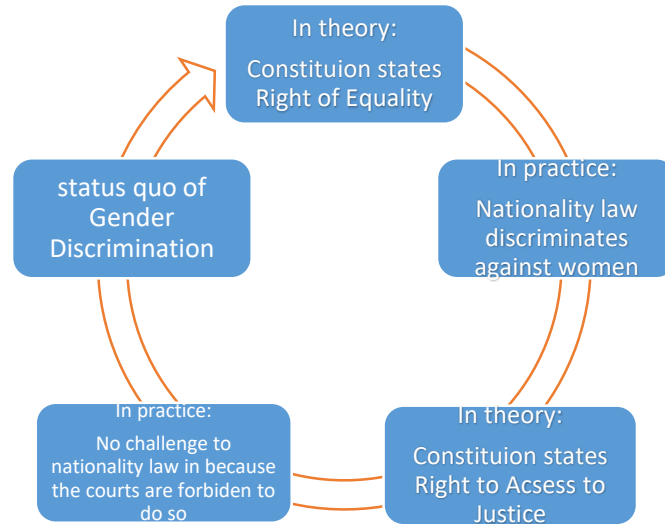 In theory:
Constituion states
Right of Equality
In practice:
Nationality law
discriminates
against women
In theory:
Constituion states
Right to Acsess to
Justice
In practice:
No challenge to
nationality law in because
the courts are forbiden to
do so
status quo of
Gender
Discrimination